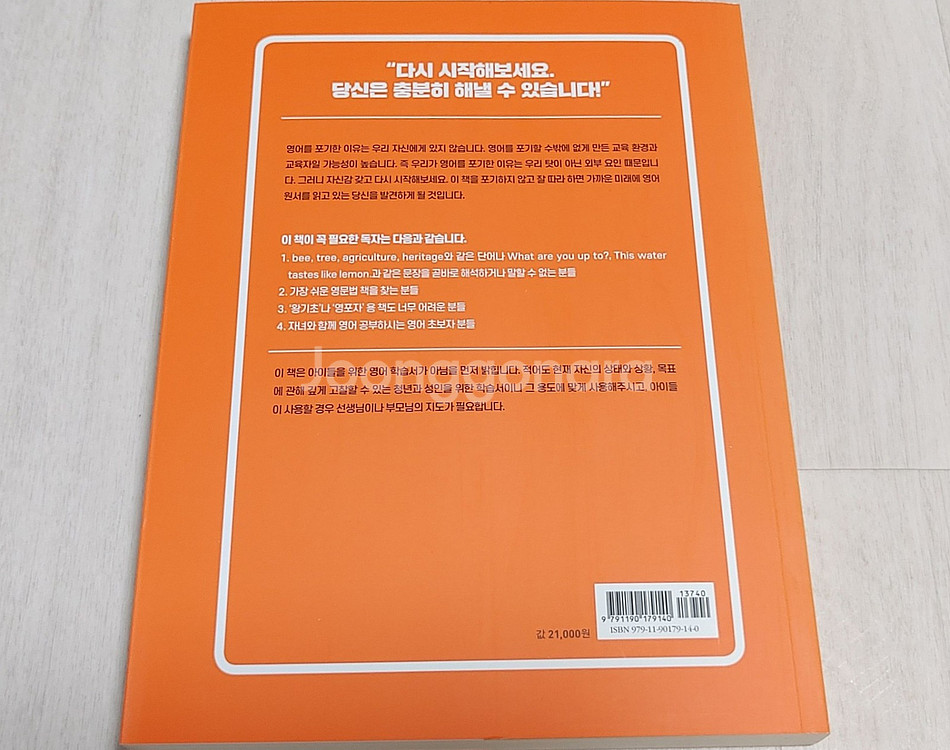 “다시 시작해보세요.
당신은 충분히 해낼 수 있습니다!”
영어를 포기한 이유는 우리 자신에게 있지 않습니다. 영어를 포기할 수밖에 없게 만든 교육 환경과
교육자일 가능성이 높습니다. 즉 우리가 영어를 포기한 이유는 우리 탓이 아닌 외부 요인 때문입니
다. 그러니 자신감 갖고 다시 시작해보세요. 이 책을 포기하지 않고 잘 따라 하면 가까운 미래에 영어
원서를 읽고 있는 당신을 발견하게 될 것입니다.
이 책이 꼭 필요한 독자는 다음과 같습니다.
1. bee, tree, agriculture, heritage와 같은 단어나 What are you up to?, This water
tastes like lemon.과 같은 문장을 곧바로 해석하거나 말할 수 없는 분들
2. 가장 쉬운 영문법 책을 찾는 분들
3. ‘왕기초’나 ‘영포자’ 용 책도 너무 어려운 분들
4. 자녀와 함께 영어 공부하시는 영어 초보자 분들
Joonggonara
이 책은 아이들을 위한 영어 학습서가 아님을 먼저 밝힙니다. 적어도 현재 자신의 상태와 상황, 목표
에 관해 깊게 고찰할 수 있는 청년과 성인을 위한 학습서이니 그 용도에 맞게 사용해주시고, 아이들
이 사용할 경우 선생님이나 부모님의 지도가 필요합니다.
13740
9 791190 179140
값 21,000원
ISBN 979-11-90179-14-0